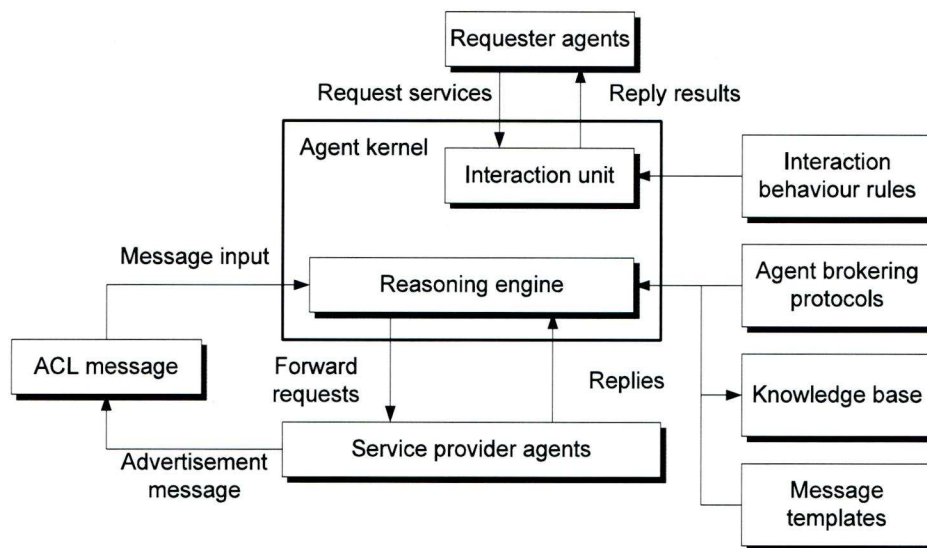 Requester agents
Request services
Reply results
Agent kernel
Interaction unit
Interaction
behaviour rules
Message input
Reasoning engine
Agent brokering
protocols
ACL message
Forward
requests
Replies
Knowledge base
Service provider agents
Advertisement
message
Message
templates